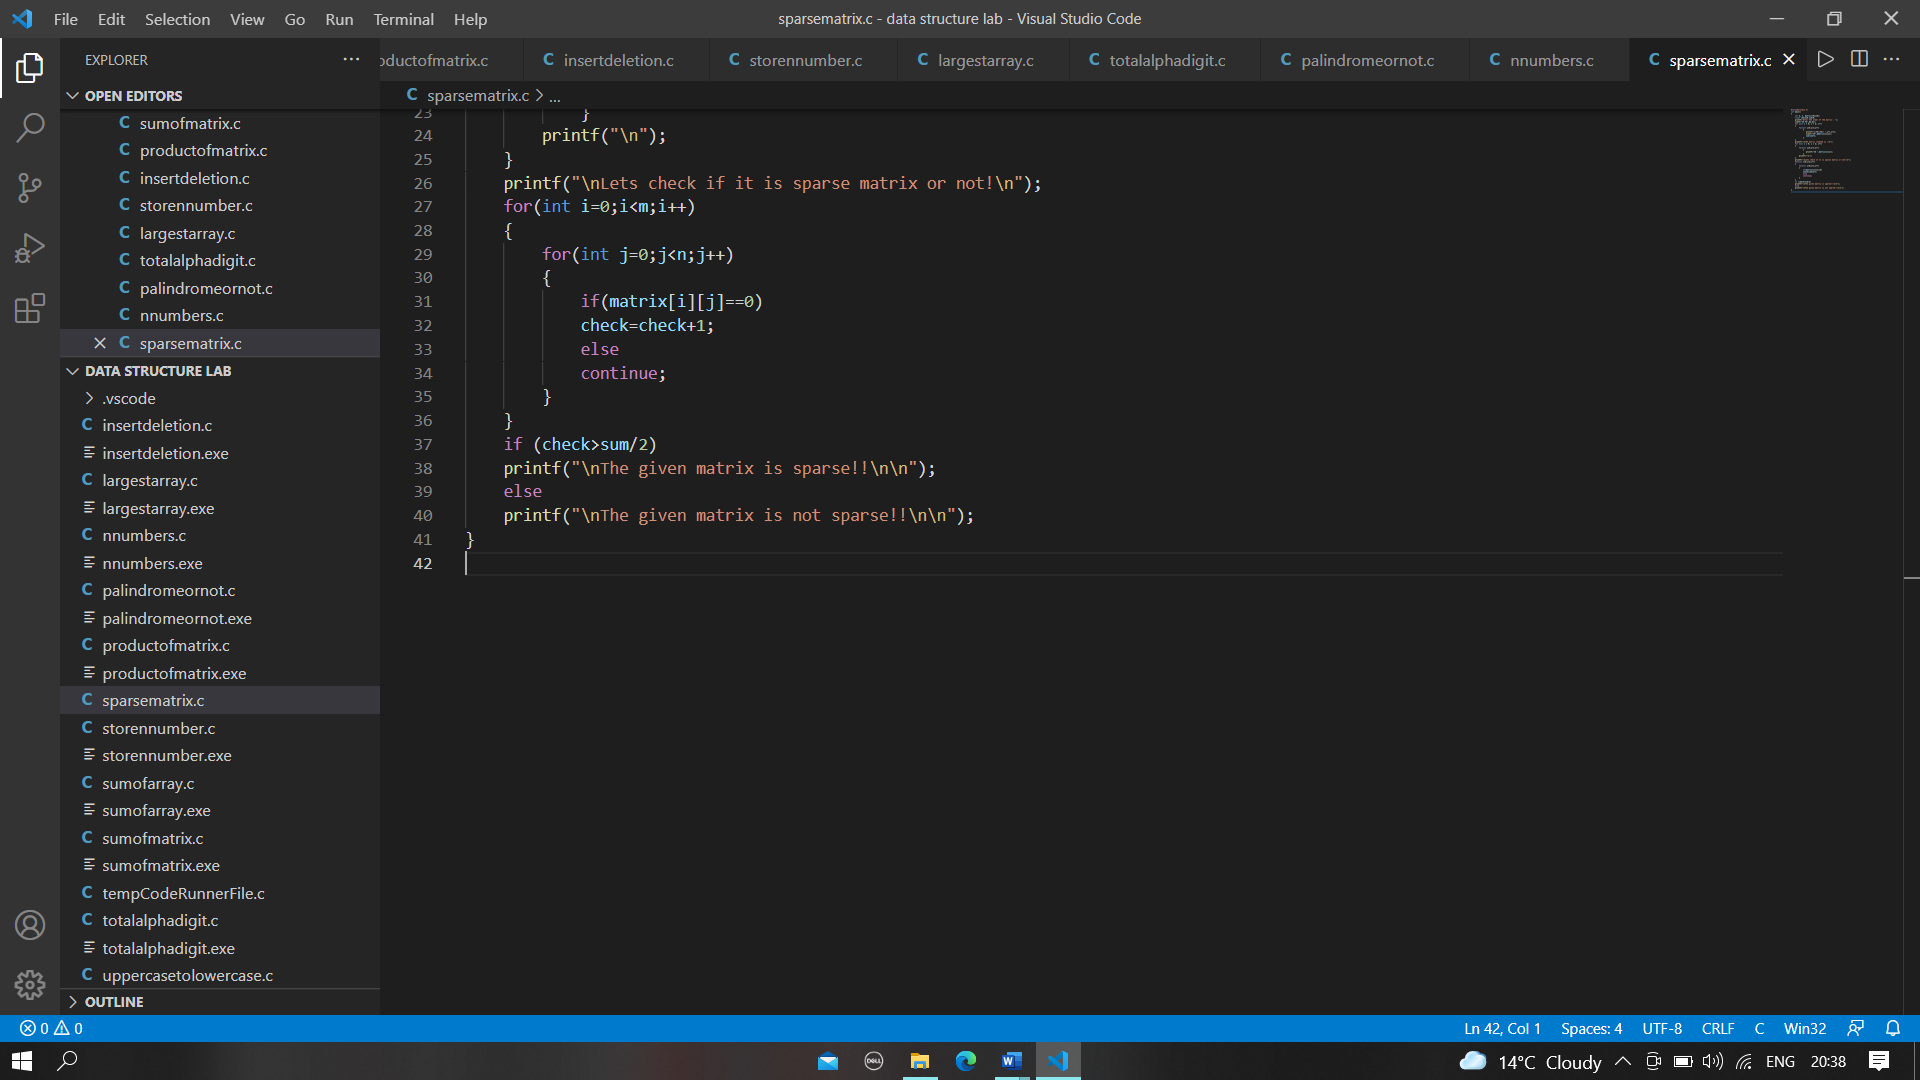 File Edit Selection View Go Run Terminal Help
sparsematrix.c - data structure lab - Visual Studio Code
EXPLORER
OPEN EDITORS
C sumofmatrix.c
C productofmatrix.c
C insertdeletion.c
C storennumber.c
C largestarray.c
C totalalphadigit.c
C palindromeornot.c
C nnumbers.c
C sparsematrix.c
DATA STRUCTURE LAB
.vscode
C insertdeletion.c
insertdeletion.exe
C largestarray.c
largestarray.exe
C nnumbers.c
nnumbers.exe
C palindromeornot.c
palindromeornot.exe
C productofmatrix.c
productofmatrix.exe
C sparsematrix.c
C storennumber.c
storennumber.exe
C sumofarray.c
sumofarray.exe
C sumofmatrix.c
sumofmatrix.exe
C tempCodeRunnerFile.c
C totalalphadigit.c
totalalphadigit.exe
C uppercasetolowercase.c
OUTLINE
oductofmatrix.c C insertdeletion.c C storennumber.c C largestarray.c C totalalphadigit.c C palindromeornot.c C nnumbers.c C sparsematrix.c
C sparsematrix.c > ...
23 }
24 printf("\n");
25 }
26 printf("\nLets check if it is sparse matrix or not!\n");
27 for(int i=0;i<m;i++)
28 {
29 for(int j=0;j<n;j++)
30 {
31 if(matrix[i][j]==0)
32 check=check+1;
33 else
34 continue;
35 }
36 }
37 if (check>sum/2)
38 printf("\nThe given matrix is sparse!!\n\n");
39 else
40 printf("\nThe given matrix is not sparse!!\n\n");
41 }
42
0 0
Ln 42, Col 1 Spaces: 4 UTF-8 CRLF C Win32
DELL
W
14°C Cloudy ENG 20:38